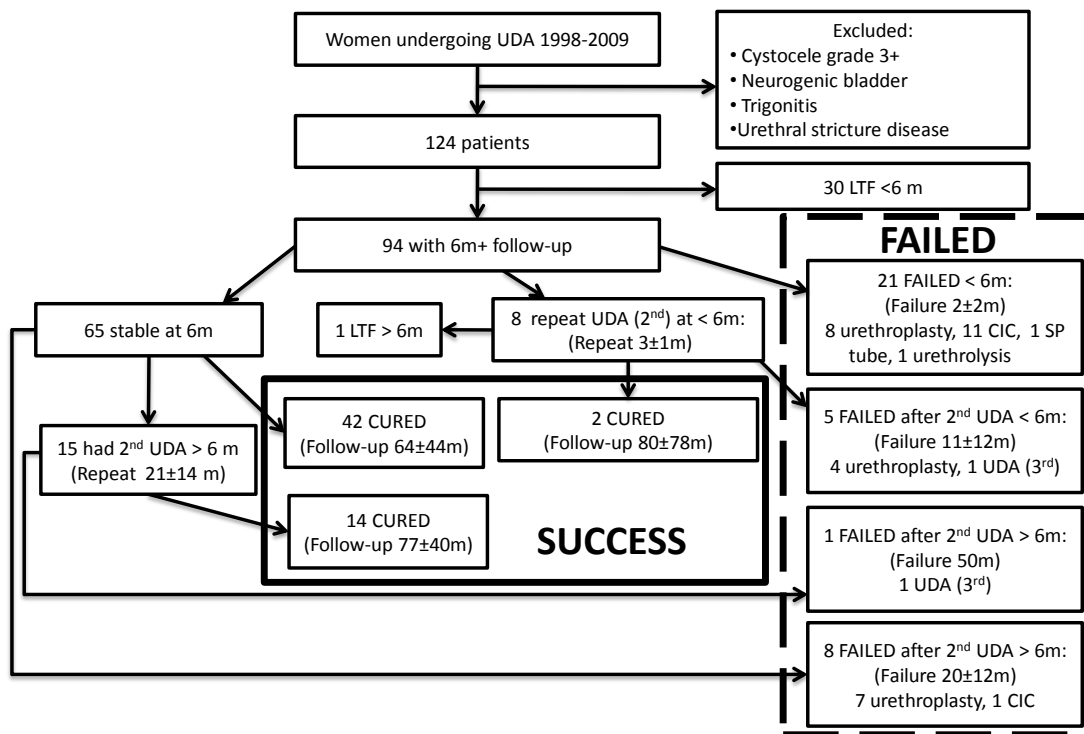 Women undergoing UDA 1998-2009
Excluded:
• Cystocele grade 3+
• Neurogenic bladder
• Trigonitis
•Urethral stricture disease
124 patients
30 LTF <6 m
94 with 6m+ follow-up
FAILED
21 FAILED < 6m:
(Failure 2±2m)
8 urethroplasty, 11 CIC, 1 SP
tube, 1 urethrolysis
65 stable at 6m
1 LTF > 6m
8 repeat UDA (2nd) at < 6m:
(Repeat 3±1m)
42 CURED
(Follow-up 64±44m)
2 CURED
(Follow-up 80±78m)
5 FAILED after 2nd UDA < 6m:
(Failure 11±12m)
4 urethroplasty, 1 UDA (3rd)
15 had 2nd UDA > 6 m
(Repeat 21±14 m)
14 CURED
(Follow-up 77±40m)
SUCCESS
1 FAILED after 2nd UDA > 6m:
(Failure 50m)
1 UDA (3rd)
8 FAILED after 2nd UDA > 6m:
(Failure 20±12m)
7 urethroplasty, 1 CIC